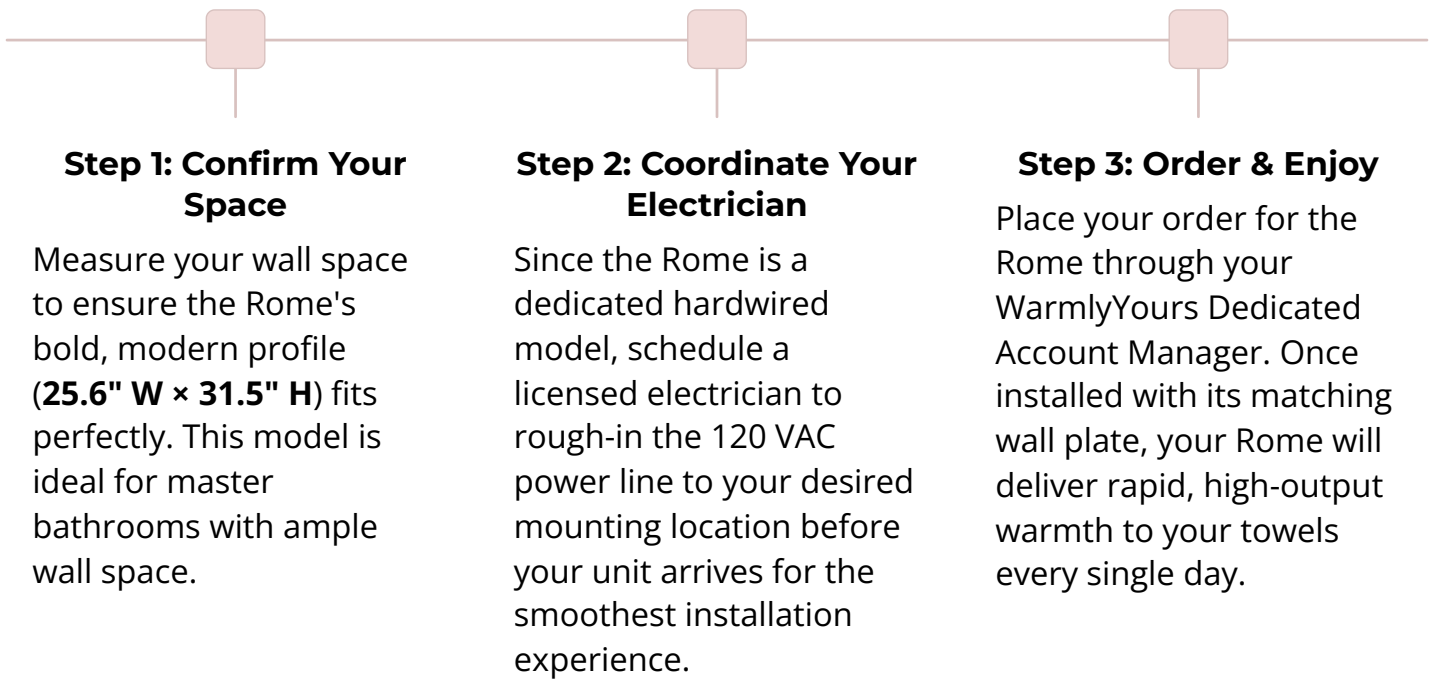 Step 1: Confirm Your
Space
Measure your wall space
to ensure the Rome's
bold, modern profile
(25.6" W × 31.5" H) fits
perfectly. This model is
ideal for master
bathrooms with ample
wall space.
Step 2: Coordinate Your
Electrician
Since the Rome is a
dedicated hardwired
model, schedule a
licensed electrician to
rough-in the 120 VAC
power line to your desired
mounting location before
your unit arrives for the
smoothest installation
experience.
Step 3: Order & Enjoy
Place your order for the
Rome through your
WarmlyYours Dedicated
Account Manager. Once
installed with its matching
wall plate, your Rome will
deliver rapid, high-output
warmth to your towels
every single day.